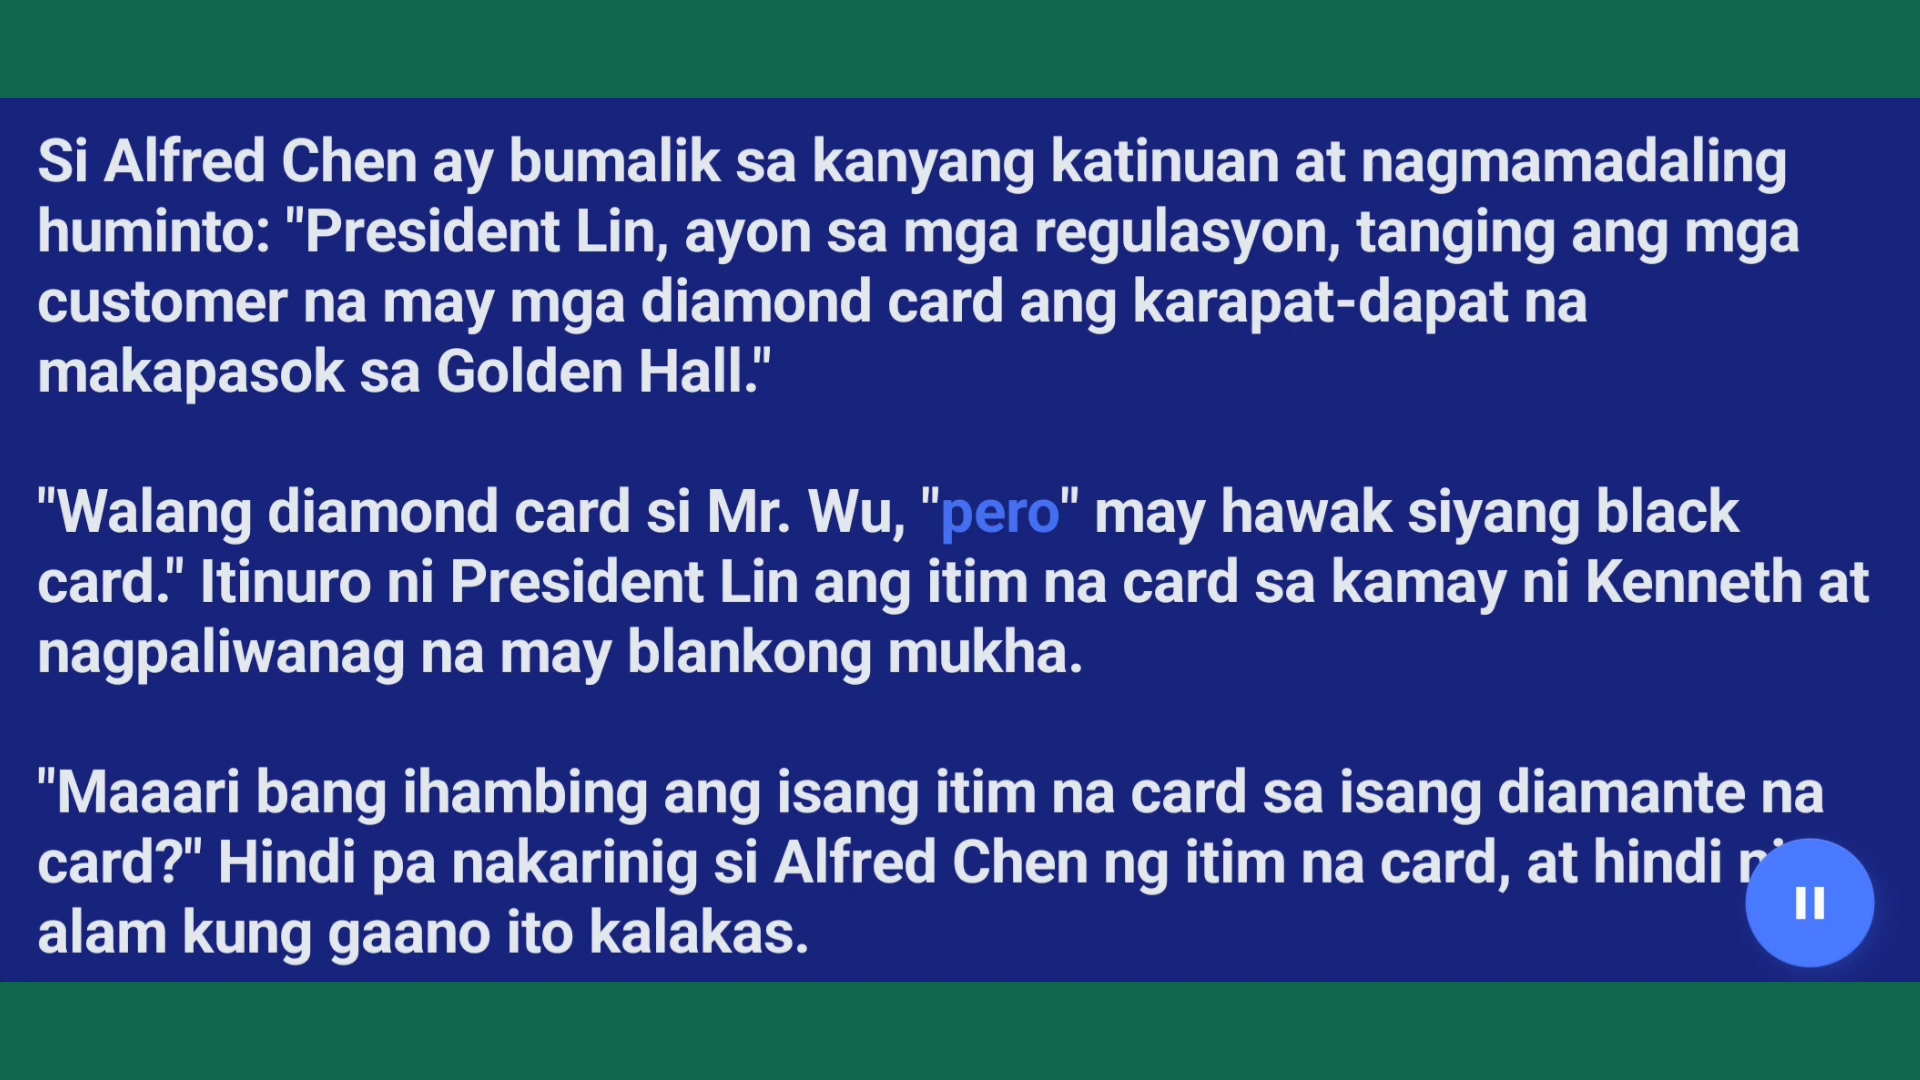 Si Alfred Chen ay bumalik sa kanyang katinuan at nagmamadaling
huminto: "President Lin, ayon sa mga regulasyon, tanging ang mga
customer na may mga diamond card ang karapat-dapat na
makapasok sa Golden Hall."
"Walang diamond card si Mr. Wu, "pero" may hawak siyang black
card." Itinuro ni President Lin ang itim na card sa kamay ni Kenneth at
nagpaliwanag na may blankong mukha.
"Maaari bang ihambing ang isang itim na card sa isang diamante na
card?" Hindi pa nakarinig si Alfred Chen ng itim na card, at hindi
alam kung gaano ito kalakas.